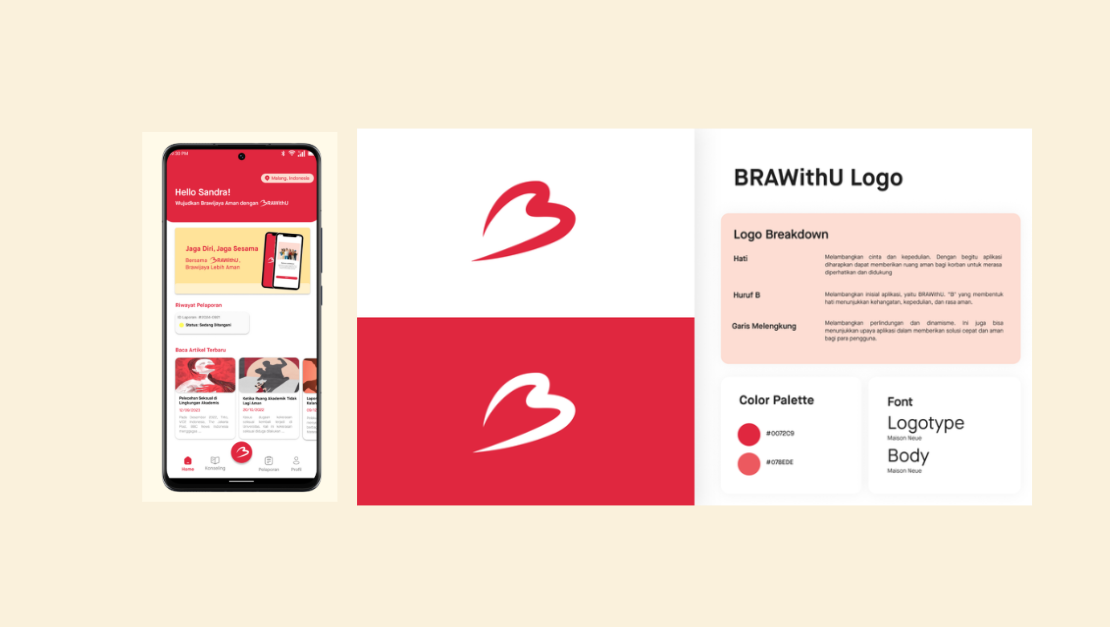 :30 PM
Malang, Indonesia
Hello Sandra!
Wujudkan Brawijaya Aman dengan BRAWithU
Jaga Diri, Jaga Sesama
Bersama BRAWithU,
Brawijaya Lebih Aman
Riwayat Pelaporan
Status: Sedang Ditangani
Baca Artikel Terbaru
Pelecehan Seksual di
Lingkungan Akademis
Ketika Ruang Akademik Tidak
Lagi Aman
Home
Konseling
Pelaporan
Profil
BRAWithU Logo
Logo Breakdown
Hati
Melambangkan cinta dan kepedulian. Dengan begitu aplikasi
diharapkan dapat memberikan ruang aman bagi korban untuk merasa
diperhatikan dan didukung
Huruf B
Melambangkan inisial aplikasi, yaitu BRAWithU. "B" yang membentuk
hati menunjukkan kehangatan, kepedulian, dan rasa aman.
Garis Melengkung
Melambangkan perlindungan dan dinamisme. Ini juga bisa
menunjukkan upaya aplikasi dalam memberikan solusi cepat dan aman
bagi para pengguna.
Color Palette
#0072C9
#07BEDE
Font
Logotype
Maison Neue
Body
Maison Neue